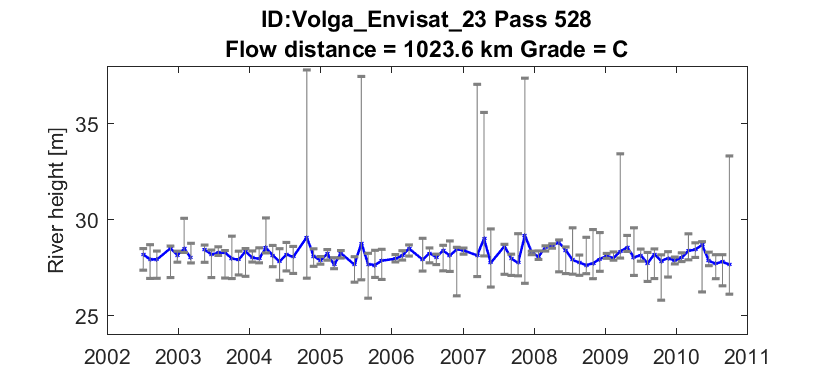 ID:Volga_Envisat_23 Pass 528
Flow distance = 1023.6 km Grade = C
River height [m]
35
30
25
2002 2003 2004 2005 2006 2007 2008 2009 2010 2011